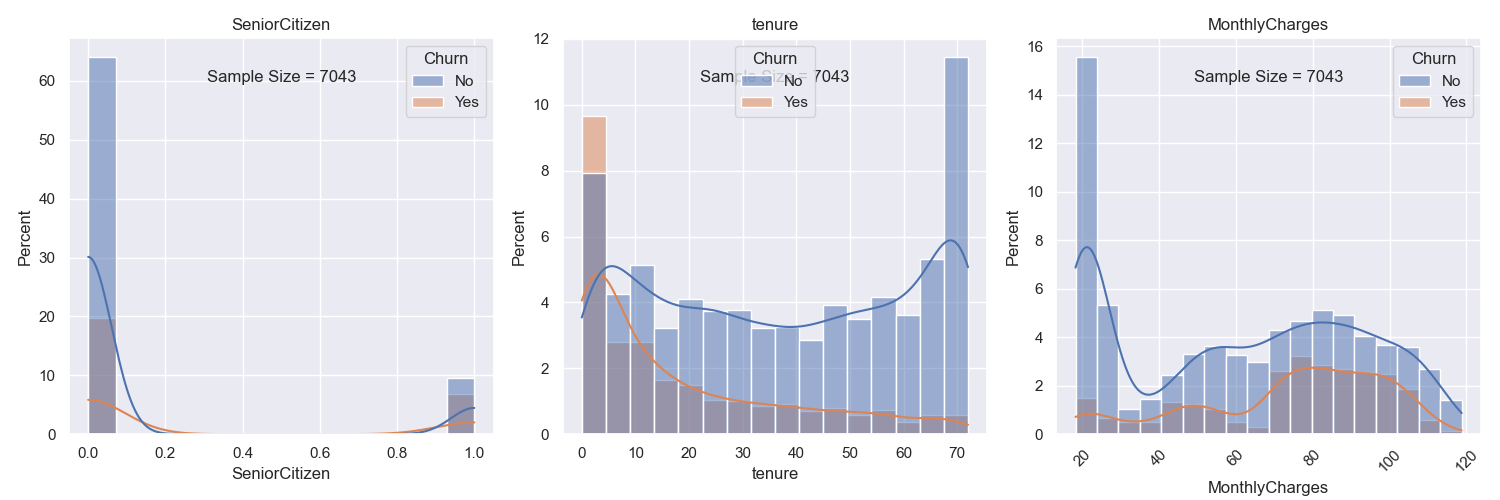 SeniorCitizen
Sample Size = 7043
Churn
No
Yes
Percent
60
50
40
30
20
10
0
0.0 0.2 0.4 0.6 0.8 1.0
SeniorCitizen
tenure
Sample Size = 7043
Churn
No
Yes
Percent
12
10
8
6
4
2
0
0 10 20 30 40 50 60 70
tenure
MonthlyCharges
Sample Size = 7043
Churn
No
Yes
Percent
16
14
12
10
8
6
4
2
0
20 40 60 80 100 120
MonthlyCharges